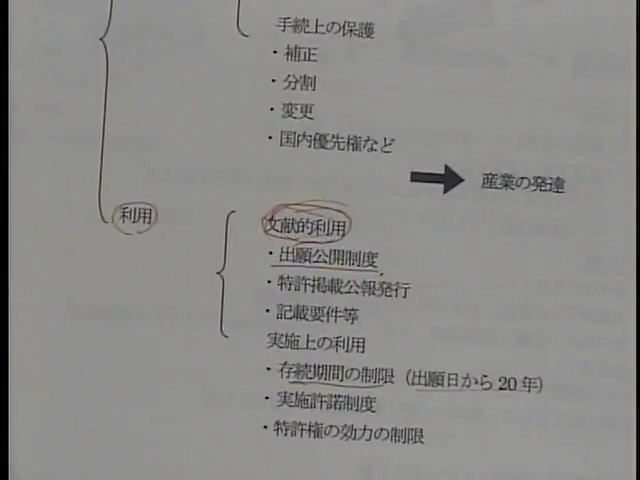 手続上の保護
・補正
・分割
・変更
・国内優先権など
産業の発達
利用
文献的利用
・出願公開制度
・特許掲載公報発行
・記載要件等
実施上の利用
・存続期間の制限（出願日から 20 年）
・実施許諾制度
・特許権の効力の制限